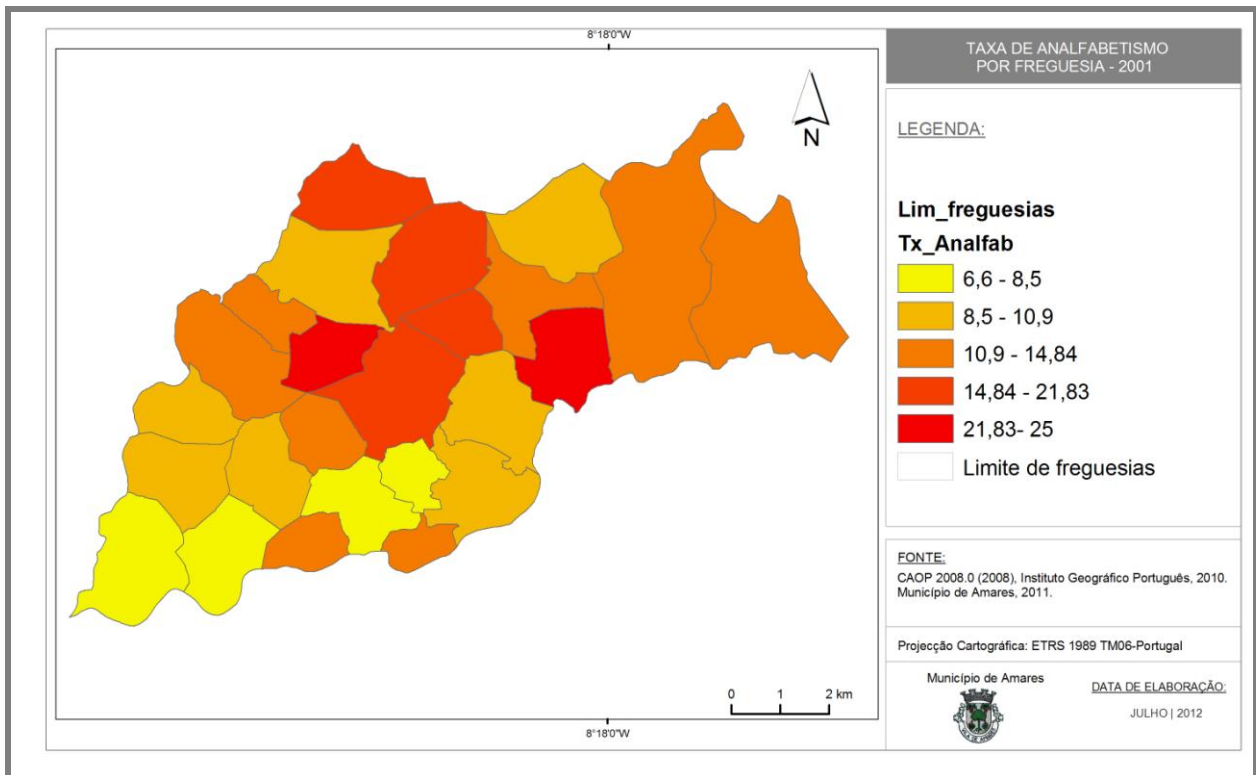 8°18'0"W
N
0 1 2 km
8°18'0"W
TAXA DE ANALFABETISMO
POR FREGUESIA - 2001
LEGENDA:
Lim_freguesias
Tx_Analfab
6,6 - 8,5
8,5 - 10,9
10,9 - 14,84
14,84 - 21,83
21,83- 25
Limite de freguesias
FONTE:
CAOP 2008.0 (2008), Instituto Geográfico Português, 2010.
Município de Amares, 2011.
Projecção Cartográfica: ETRS 1989 TM06-Portugal
Município de Amares
DATA DE ELABORAÇÃO:
JULHO | 2012